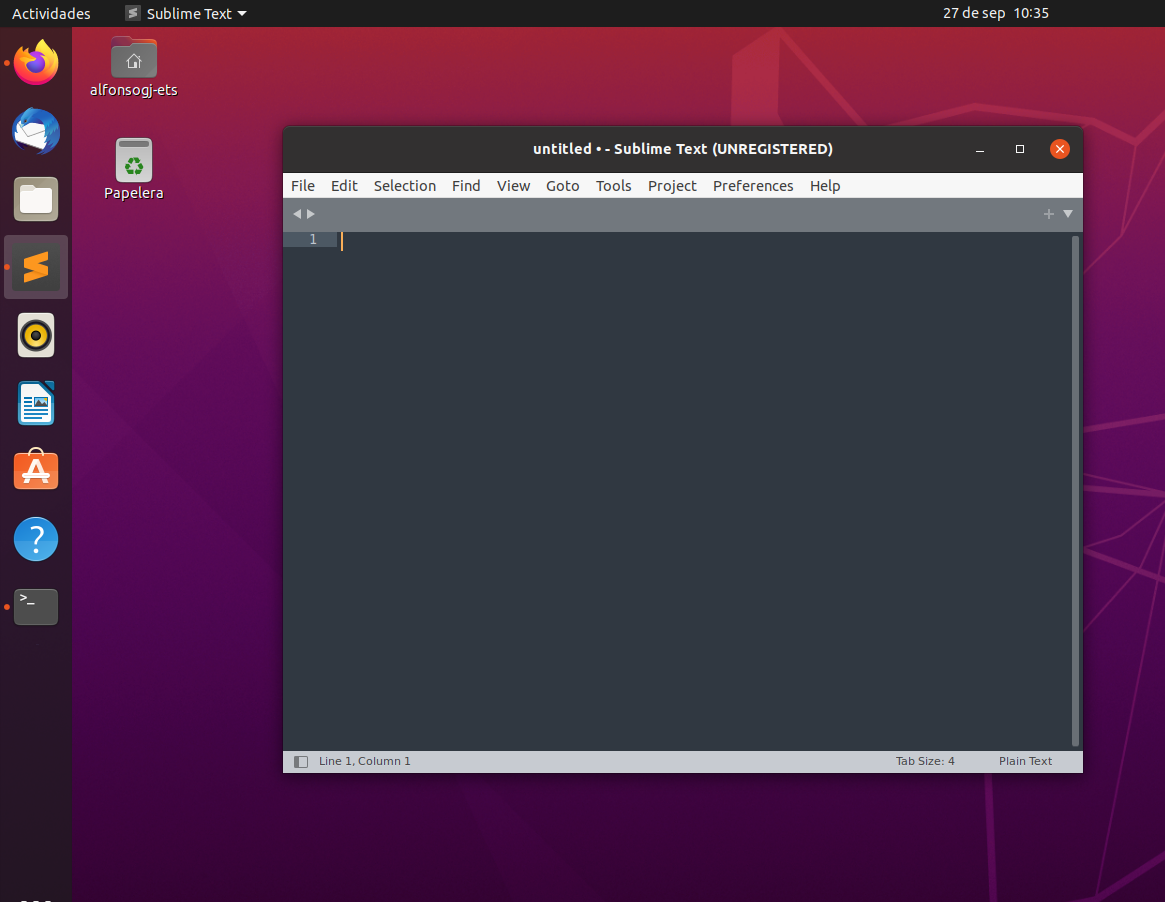 Actividades Sublime Text 27 de sep 10:35
alfonsogj-ets
Papelera
untitled • - Sublime Text (UNREGISTERED)
File Edit Selection Find View Goto Tools Project Preferences Help
1
Line 1, Column 1 Tab Size: 4 Plain Text
?
>_